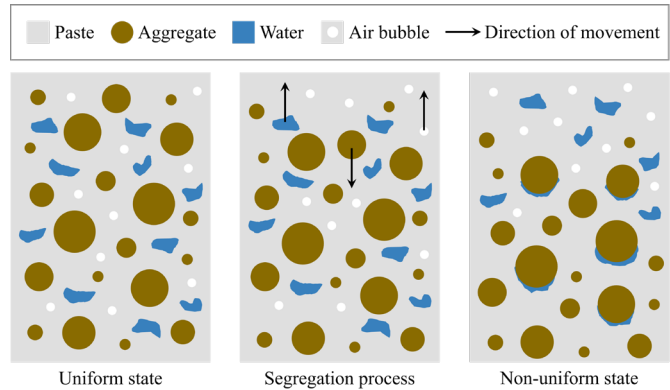 Paste Aggregate Water Air bubble Direction of movement
Uniform state Segregation process Non-uniform state